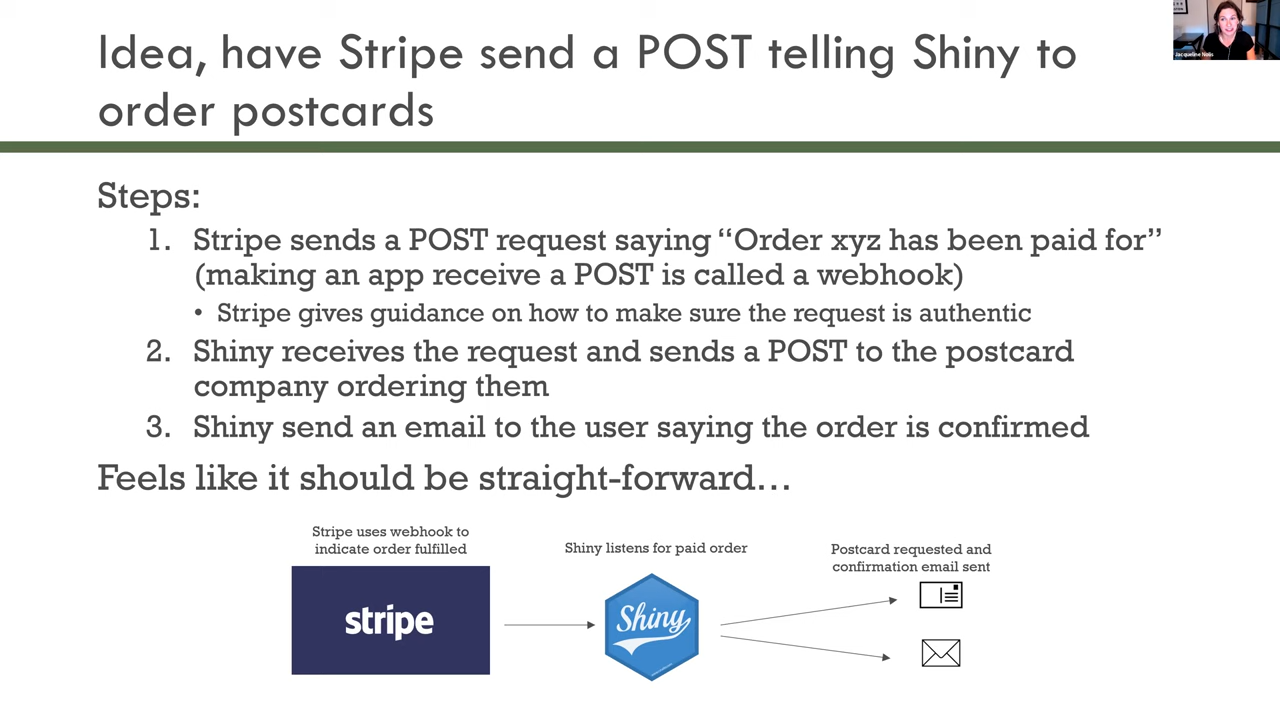 Idea, have Stripe send a POST telling Shiny to
order postcards
Steps:
1. Stripe sends a POST request saying “Order xyz has been paid for”
(making an app receive a POST is called a webhook)
• Stripe gives guidance on how to make sure the request is authentic
2. Shiny receives the request and sends a POST to the postcard
company ordering them
3. Shiny send an email to the user saying the order is confirmed
Feels like it should be straight-forward…
Stripe uses webhook to
indicate order fulfilled
Shiny listens for paid order
Postcard requested and
confirmation email sent
stripe
Shiny
Jacqueline Nolis